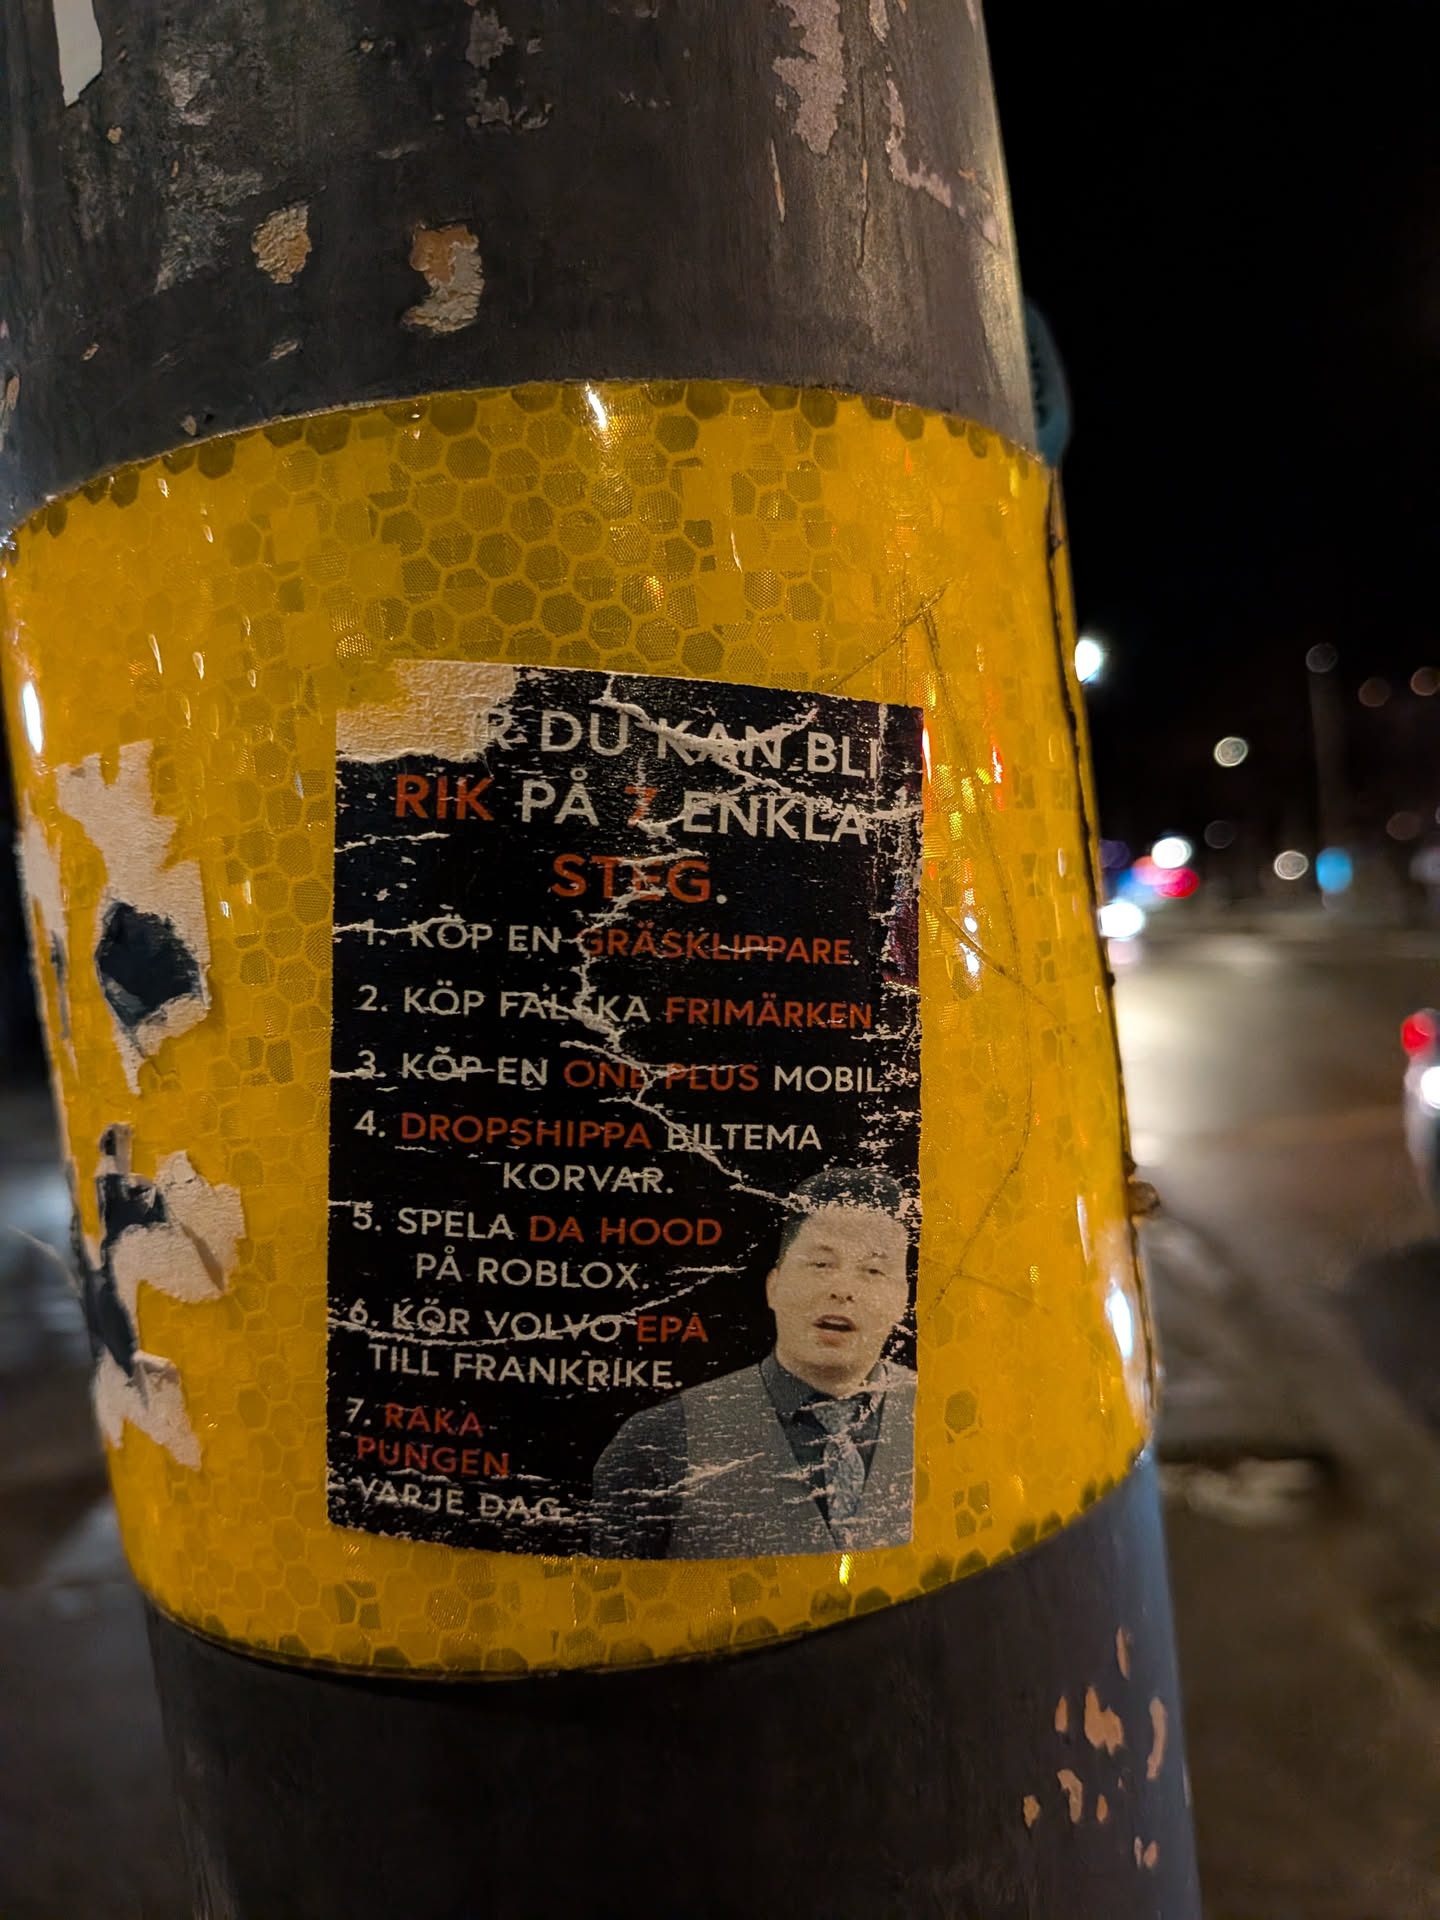 R DU KAN BLI
RIK PÅ 7 ENKLA
STEG.
1. KÖP EN GRÄSKLIPPARE.
2. KÖP FALSKA FRIMÄRKEN
3. KÖP EN ONE PLUS MOBIL.
4. DROPSHIPPA BILTEMA
KORVAR.
5. SPELA DA HOOD
PÅ ROBLOX.
6. KÖR VOLVO EPA
TILL FRANKRIKE.
7. RAKA
PUNGEN
VARJE DAG.